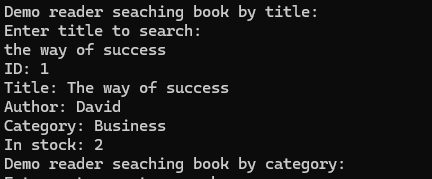 Demo reader seaching book by title:
Enter title to search:
the way of success
ID: 1
Title: The way of success
Author: David
Category: Business
In stock: 2
Demo reader seaching book by category: